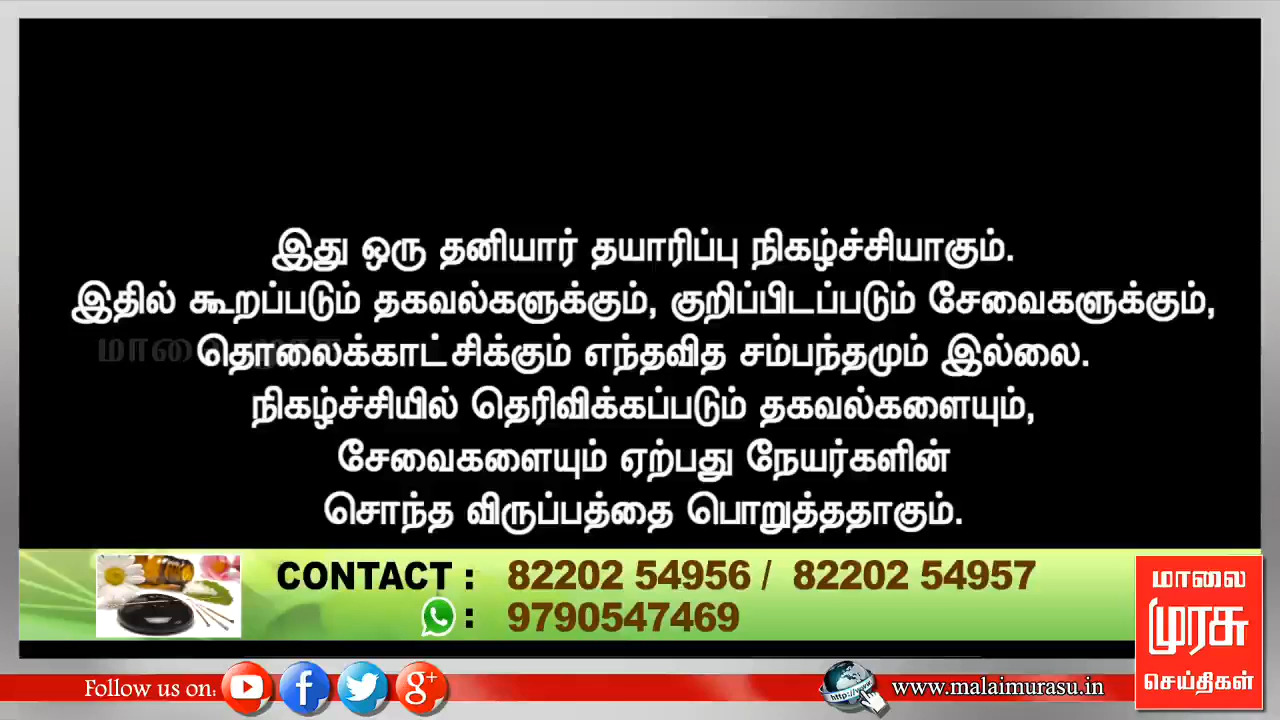 இது ஒரு தனியார் தயாரிப்பு நிகழ்ச்சியாகும்.
இதில் கூறப்படும் தகவல்களுக்கும், குறிப்பிடப்படும் சேவைகளுக்கும்,
தொலைக்காட்சிக்கும் எந்தவித சம்பந்தமும் இல்லை.
நிகழ்ச்சியில் தெரிவிக்கப்படும் தகவல்களையும்,
சேவைகளையும் ஏற்பது நேயர்களின்
சொந்த விருப்பத்தை பொறுத்ததாகும்.
CONTACT : 82202 54956 / 82202 54957
: 9790547469
மாலை
முரசு
செய்திகள்
Follow us on:
www.malaimurasu.in